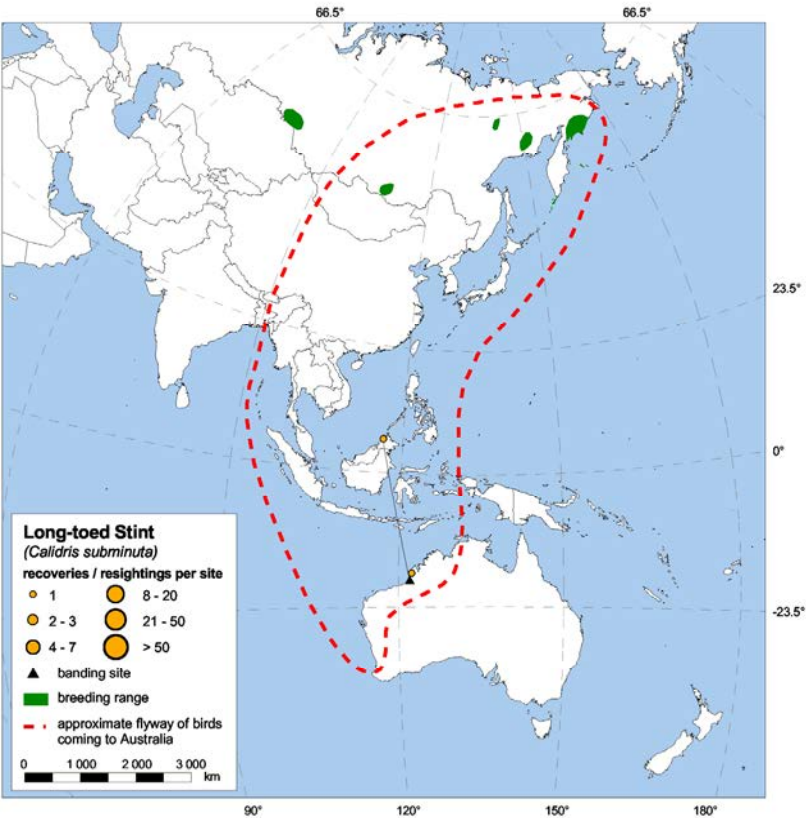 66.5°
66.5°
23.5°
0°
-23.5°
Long-toed Stint
(Calidris subminuta)
recoveries / resightings per site
1
8 - 20
2 - 3
21 - 50
4 - 7
> 50
banding site
breeding range
approximate flyway of birds
coming to Australia
0
1 000
2 000
3 000
km
90°
120°
150°
180°